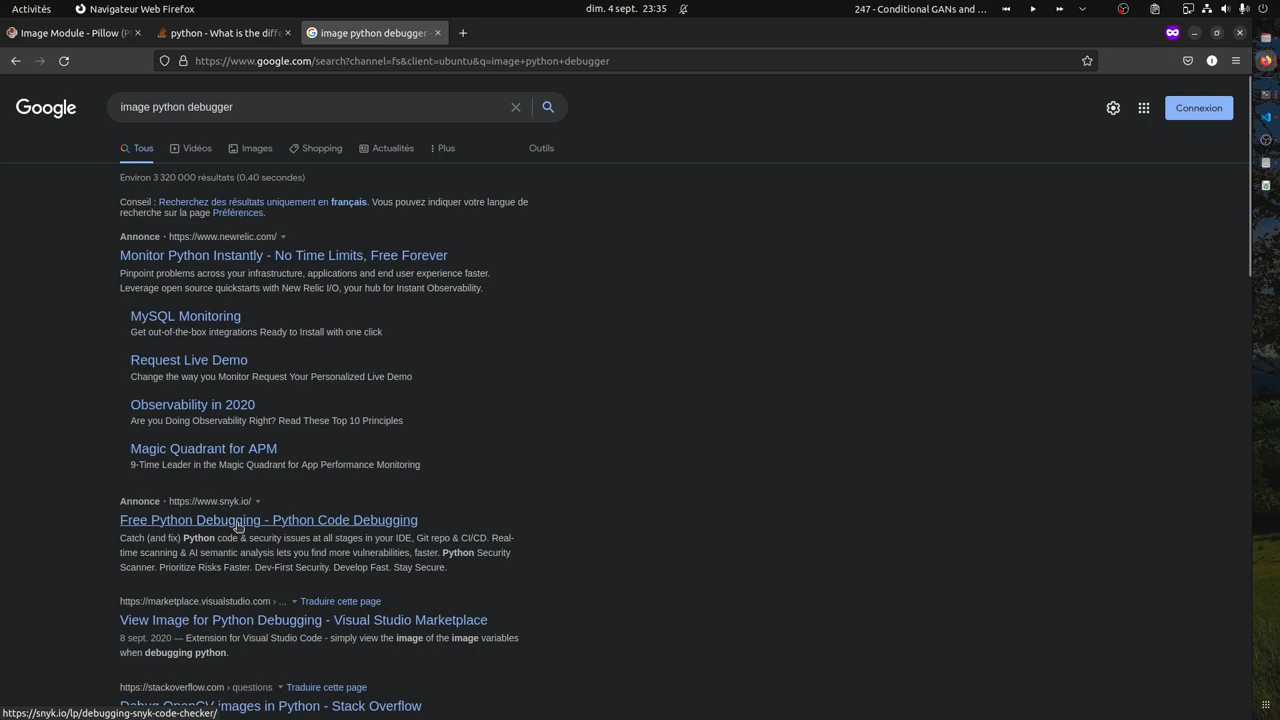 Activités
Navigateur Web Firefox
dim. 4 sept. 23:35
247 - Conditional GANs and ...
Image Module - Pillow (P
python - What is the diffe
image python debugger -
https://www.google.com/search?channel=fs&client=ubuntu&q=image+python+debugger
Google
image python debugger
Connexion
Tous
Vidéos
Images
Shopping
Actualités
Plus
Outils
Environ 3 320 000 résultats (0.40 secondes)
Conseil : Recherchez des résultats uniquement en français. Vous pouvez indiquer votre langue de
recherche sur la page Préférences.
Annonce · https://www.newrelic.com/
Monitor Python Instantly - No Time Limits, Free Forever
Pinpoint problems across your infrastructure, applications and end user experience faster.
Leverage open source quickstarts with New Relic I/O, your hub for Instant Observability.
MySQL Monitoring
Get out-of-the-box integrations Ready to Install with one click
Request Live Demo
Change the way you Monitor Request Your Personalized Live Demo
Observability in 2020
Are you Doing Observability Right? Read These Top 10 Principles
Magic Quadrant for APM
9-Time Leader in the Magic Quadrant for App Performance Monitoring
Annonce · https://www.snyk.io/
Free Python Debugging - Python Code Debugging
Catch (and fix) Python code & security issues at all stages in your IDE, Git repo & CI/CD. Real-
time scanning & AI semantic analysis lets you find more vulnerabilities, faster. Python Security
Scanner. Prioritize Risks Faster. Dev-First Security. Develop Fast. Stay Secure.
https://marketplace.visualstudio.com › ... Traduire cette page
View Image for Python Debugging - Visual Studio Marketplace
8 sept. 2020 — Extension for Visual Studio Code - simply view the image of the image variables
when debugging python.
https://stackoverflow.com › questions Traduire cette page
Debug OpenCV images in Python - Stack Overflow
https://snyk.io/lp/debugging-snyk-code-checker/